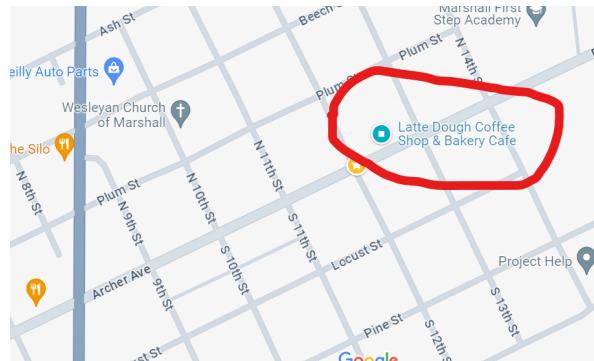 Marshall First
Step Academy
Beech S
Ash St
Plum St
N 14th St
eilly Auto Parts
Plum St
Wesleyan Church
of Marshall
Latte Dough Coffee
Shop & Bakery Cafe
he Silo
N 11th St
N 8th St
Plum St
N 10th St
N 9th St
S 11th St
Locust St
Project Help
S 10th St
Archer Ave
9th St
S 13th St
Pine St
S 12th St
st St
Google